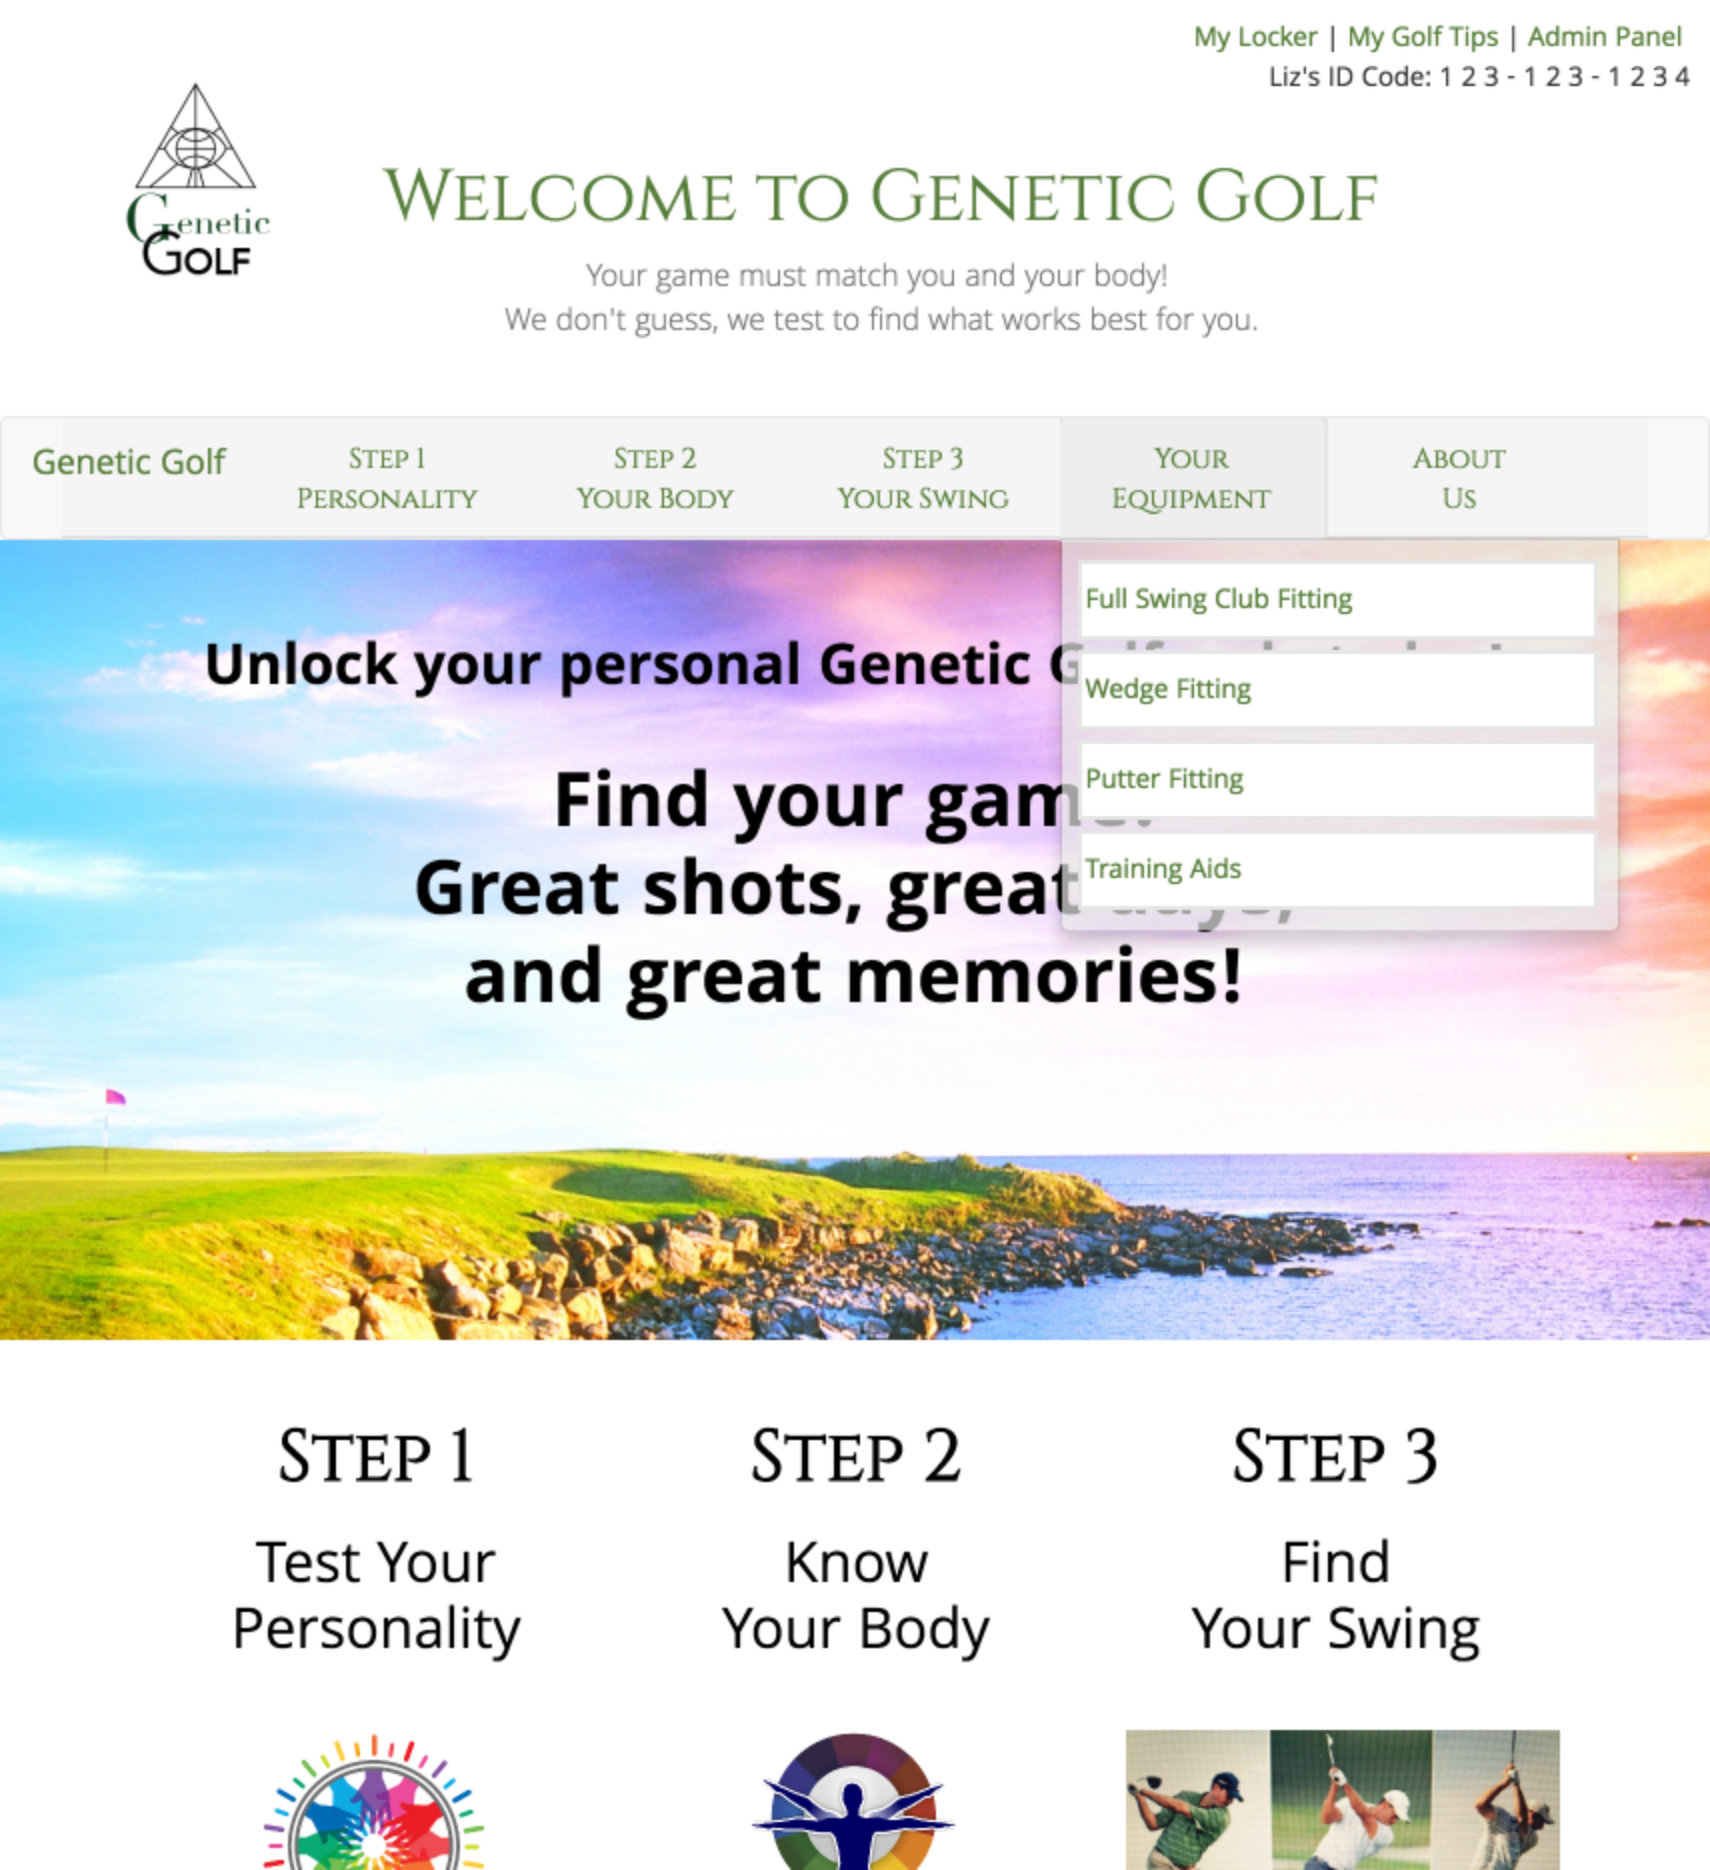 My Locker | My Golf Tips | Admin Panel
Liz's ID Code: 1 2 3 - 1 2 3 - 1 2 3 4
Genetic
GOLF
WELCOME TO GENETIC GOLF
Your game must match you and your body!
We don't guess, we test to find what works best for you.
Genetic Golf
STEP 1
PERSONALITY
STEP 2
YOUR BODY
STEP 3
YOUR SWING
YOUR
EQUIPMENT
ABOUT
US
Full Swing Club Fitting
Wedge Fitting
Putter Fitting
Training Aids
Unlock your personal Genetic
Find your game!
Great shots, great days,
and great memories!
STEP 1
Test Your
Personality
STEP 2
Know
Your Body
STEP 3
Find
Your Swing